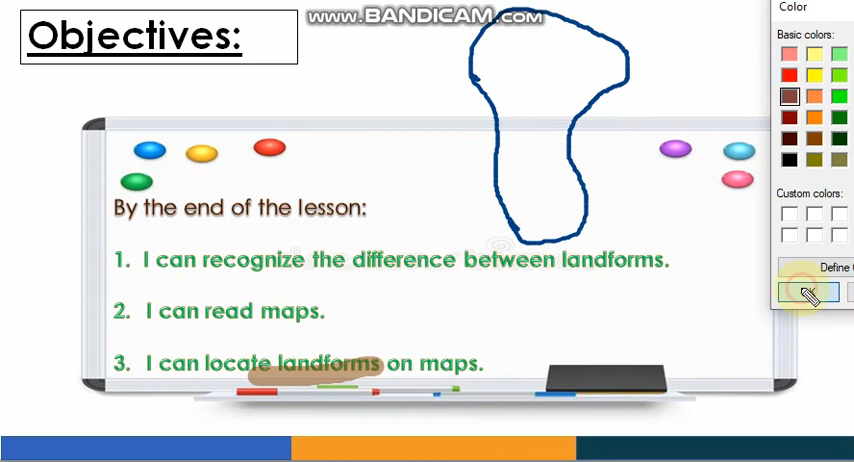 www.BANDICAM.com
Color
Objectives:
Basic colors:
By the end of the lesson:
Custom colors:
1. I can recognize the difference between landforms.
Define
2. I can read maps.
3. I can locate landforms on maps.